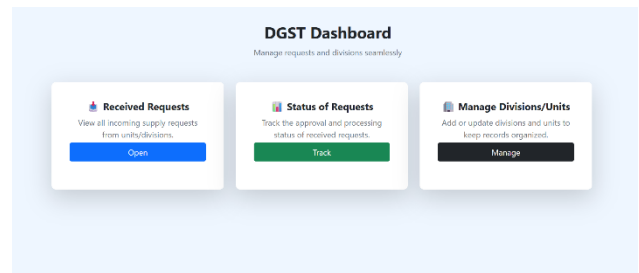 DGST Dashboard
Manage requests and divisions seamlessly
Received Requests
View all incoming supply requests
from units/divisions.
Open
Status of Requests
Track the approval and processing
status of received requests.
Track
Manage Divisions/Units
Add or update divisions and units to
keep records organized.
Manage